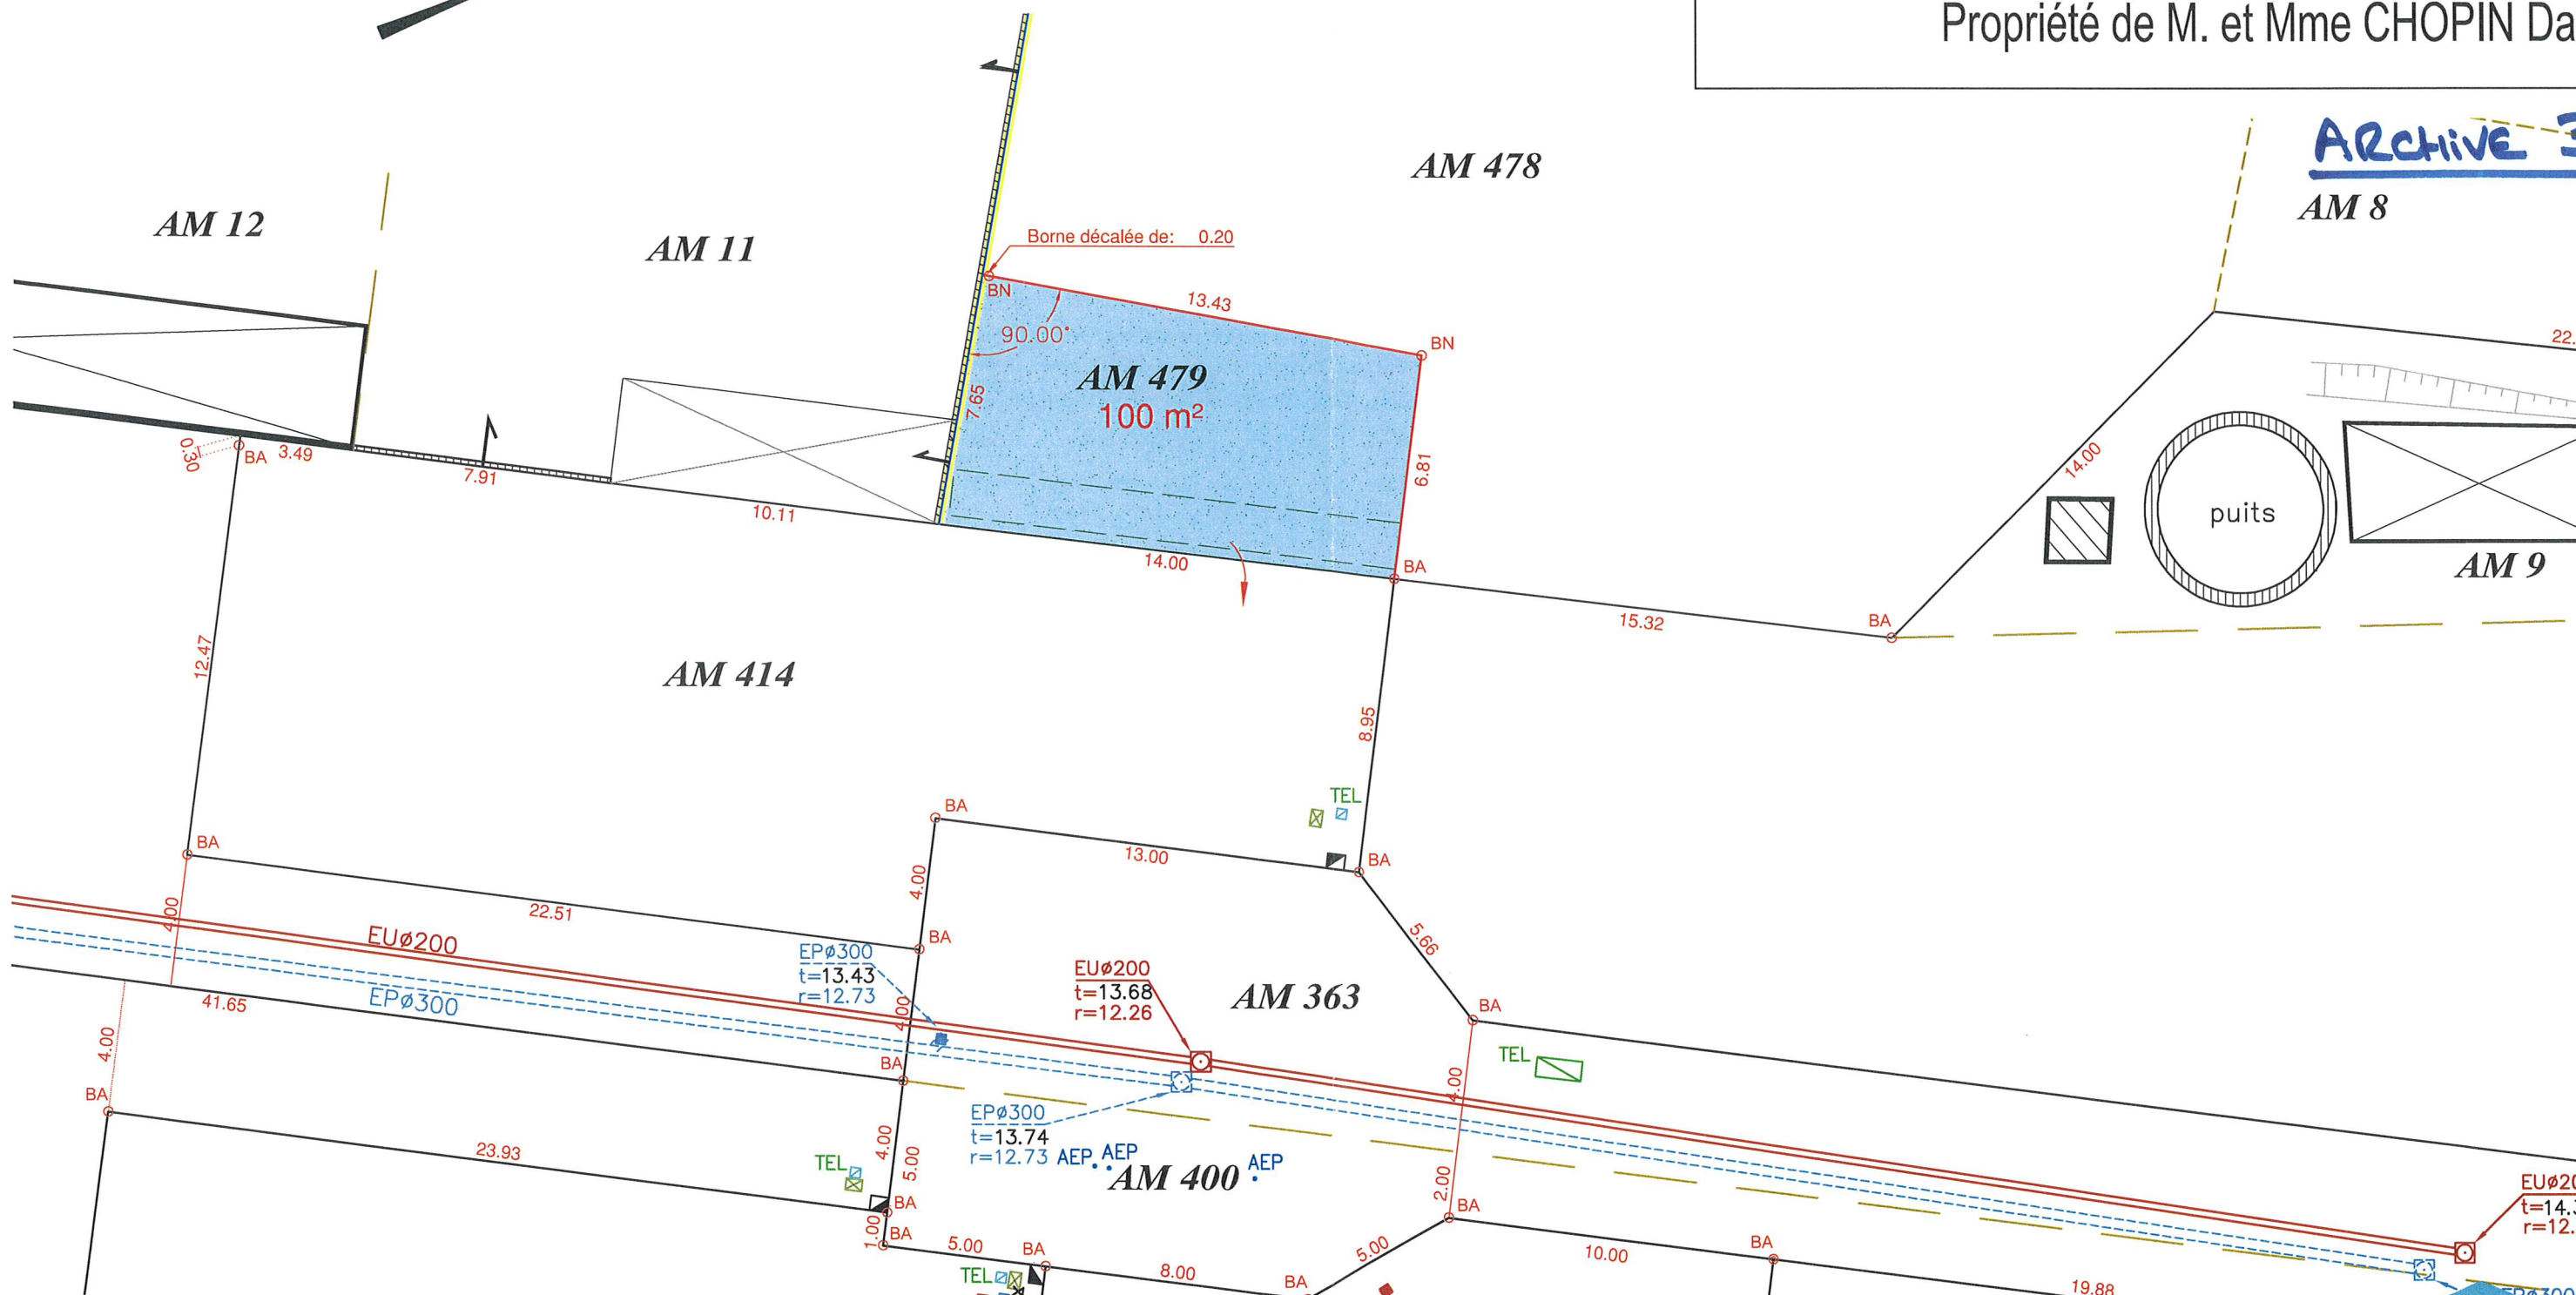 Propriété de M. et Mme CHOPIN Da
ARCHIVE 3
AM 478
AM 8
AM 12
AM 11
Borne décalée de: 0.20
BN
13.43
BN
90.00°
22.
AM 479
100 m²
7.65
6.81
14.00
puits
AM 9
0.30
BA
3.49
7.91
10.11
14.00
BA
15.32
BA
12.47
AM 414
8.95
TEL
BA
13.00
BA
BA
4.00
22.51
BA
5.66
4.00
EUø200
EPø300
t=13.43
r=12.73
EUø200
t=13.68
r=12.26
AM 363
BA
41.65
EPø300
4.00
4.00
BA
TEL
4.00
BA
EPø300
t=13.74
r=12.73
AEP
AEP
AEP
AM 400
23.93
4.00
5.00
TEL
2.00
BA
BA
1.00
BA
5.00
BA
8.00
BA
5.00
BA
10.00
19.88
TEL
EUø20
t=14.
r=12.
EPø300